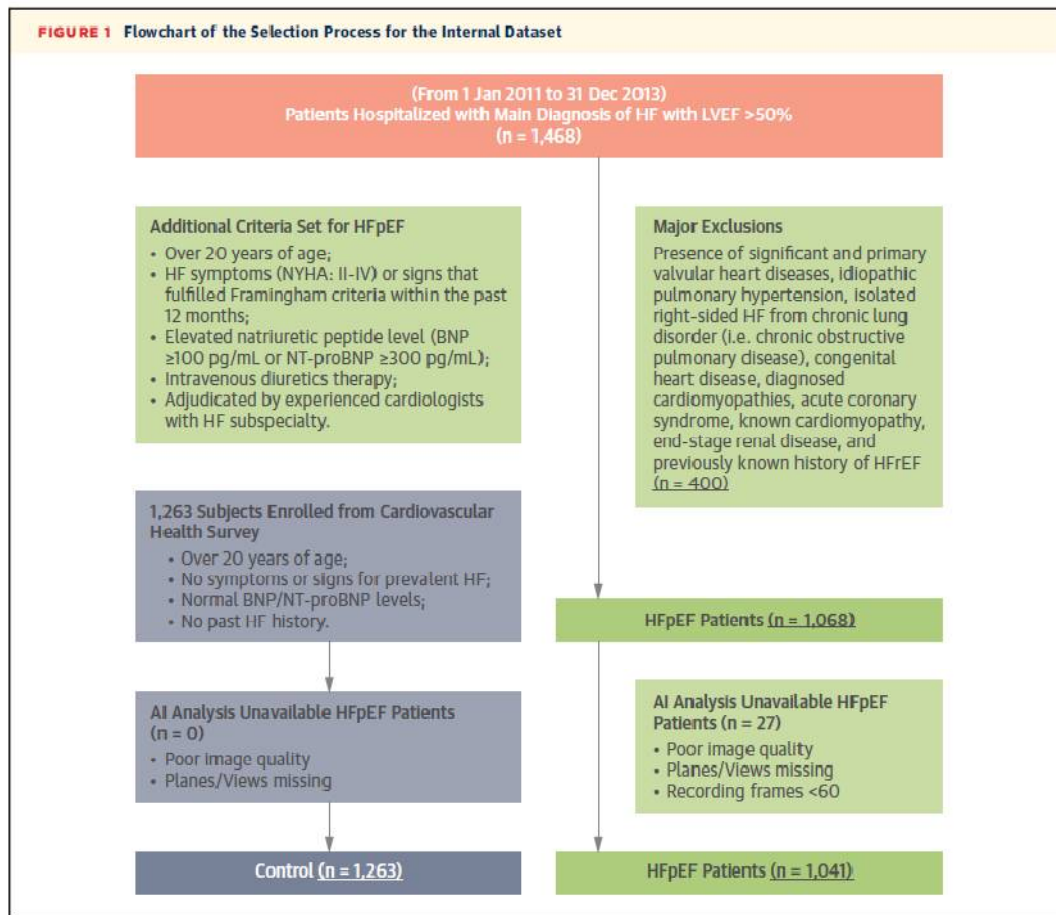 FIGURE 1 Flowchart of the Selection Process for the Internal Dataset
(From 1 Jan 2011 to 31 Dec 2013)
Patients Hospitalized with Main Diagnosis of HF with LVEF >50%
(n = 1,468)
Additional Criteria Set for HFpEF
• Over 20 years of age;
• HF symptoms (NYHA: II-IV) or signs that
fulfilled Framingham criteria within the past
12 months;
• Elevated natriuretic peptide level (BNP
≥100 pg/mL or NT-proBNP ≥300 pg/mL);
• Intravenous diuretics therapy;
• Adjudicated by experienced cardiologists
with HF subspecialty.
Major Exclusions
Presence of significant and primary
valvular heart diseases, idiopathic
pulmonary hypertension, isolated
right-sided HF from chronic lung
disorder (i.e. chronic obstructive
pulmonary disease), congenital
heart disease, diagnosed
cardiomyopathies, acute coronary
syndrome, known cardiomyopathy,
end-stage renal disease, and
previously known history of HFrEF
(n = 400)
1,263 Subjects Enrolled from Cardiovascular
Health Survey
• Over 20 years of age;
• No symptoms or signs for prevalent HF;
• Normal BNP/NT-proBNP levels;
• No past HF history.
HFpEF Patients (n = 1,068)
AI Analysis Unavailable HFpEF Patients
(n = 0)
• Poor image quality
• Planes/Views missing
AI Analysis Unavailable HFpEF
Patients (n = 27)
• Poor image quality
• Planes/Views missing
• Recording frames <60
Control (n = 1,263)
HFpEF Patients (n = 1,041)